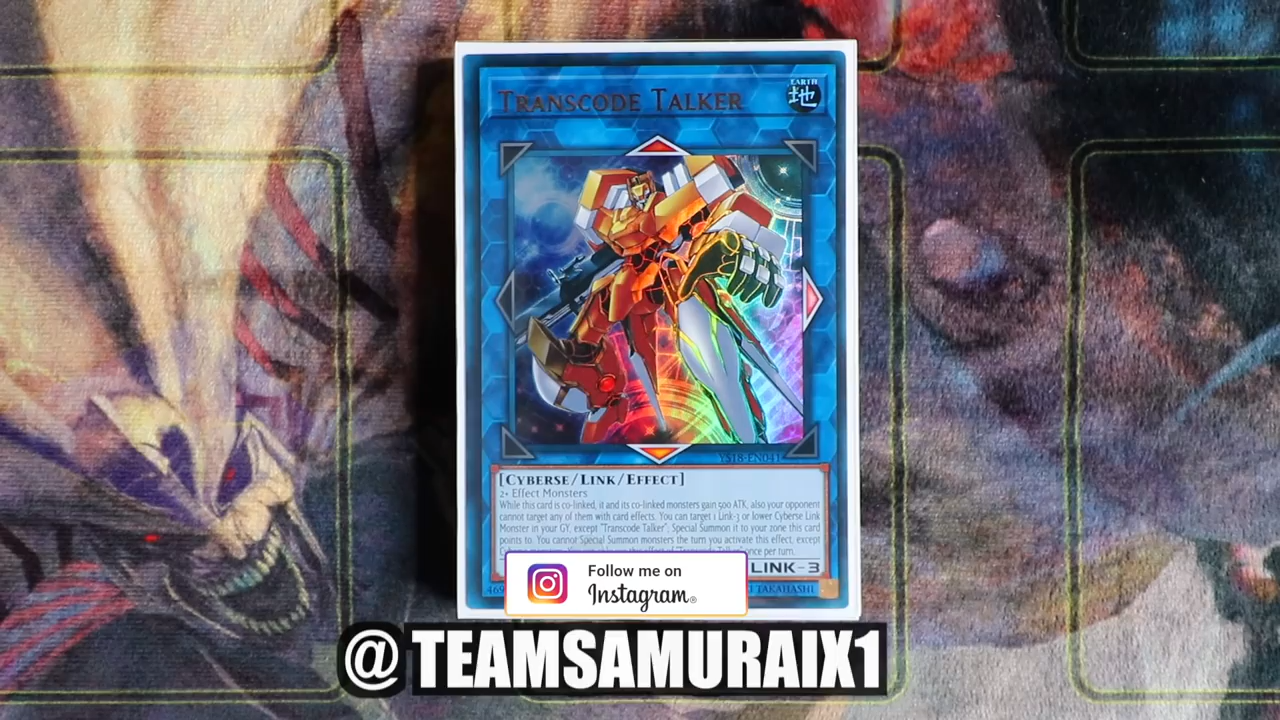 EARTH
地
TRANSCODE TALKER
YS18-EN041
[CYBERSE/LINK/EFFECT]
2+ Effect Monsters
While this card is co-linked, it and its co-linked monsters gain 500 ATK, also your opponent
cannot target any of them with card effects. You can target 1 Link-3 or lower Cyberse Link
Monster in your GY, except "Transcode Talker"; Special Summon it to your zone this card
points to. You cannot Special Summon monsters the turn you activate this effect, except
once per turn.
LINK-3
TAKAHASHI
Follow me on
Instagram®
@TEAMSAMURAIX1